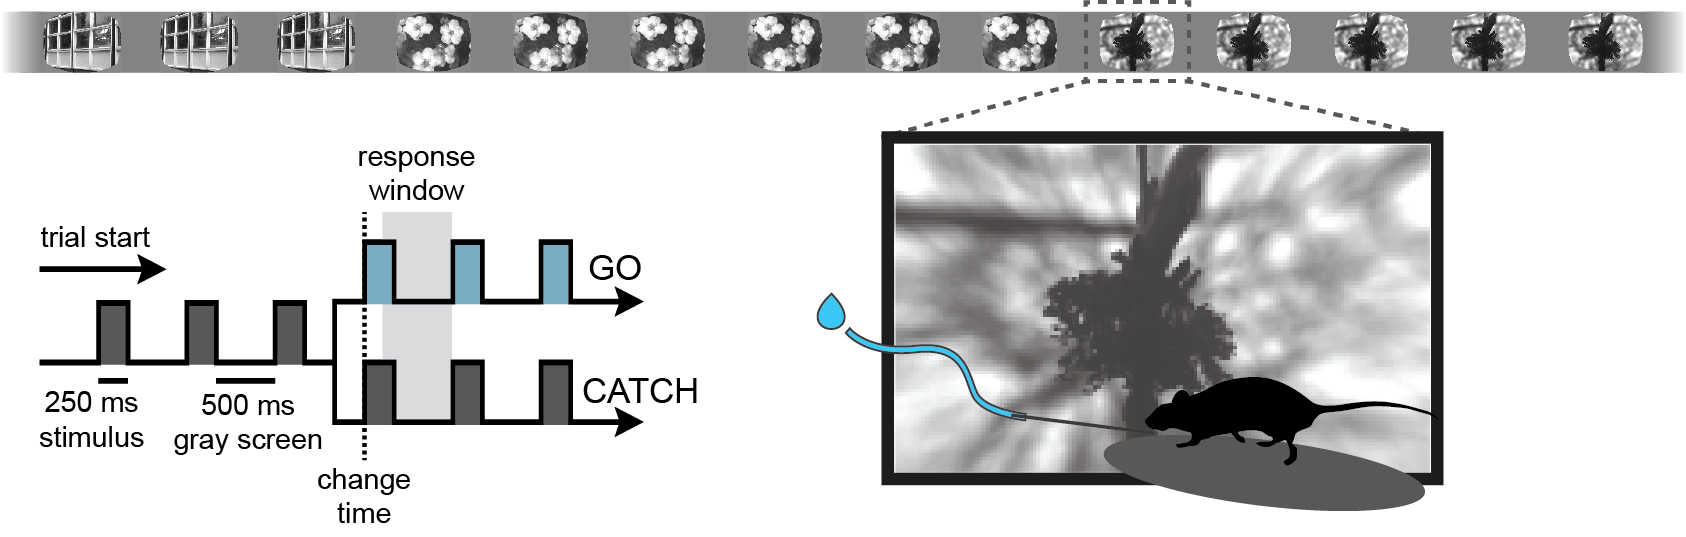 response
window
trial start
GO
250 ms
stimulus
500 ms
gray screen
CATCH
change
time